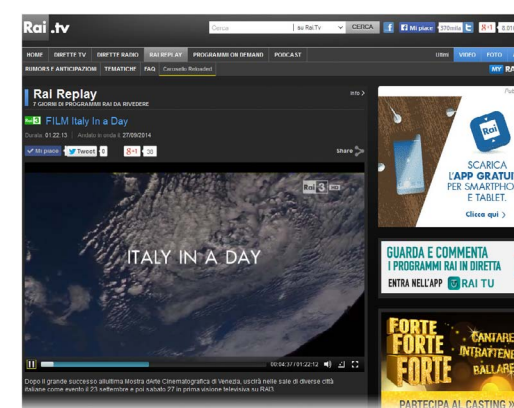 Rai .tv
Cerca su Rai.Tv CERCA f Mi piace 370mila 8+1
HOME DIRETTE TV DIRETTE RADIO RAI REPLAY PROGRAMMI ON DEMAND PODCAST Ultimi VIDEO FOTO
RUMORS E ANTICIPAZIONI TEMATICHE FAQ Carosello Reloaded MY RA
Rai Replay
7 GIORNI DI PROGRAMMI RAI DA RIVEDERE
Info
Rai 3 FILM Italy In a Day
Durata: 01:22:13 Andato in onda il 27/09/2014
Mi piace Tweet 0 8+1 38 Share
Rai 3
ITALY IN A DAY
00:04:37/01:22:12
Dopo il grande successo allultima Mostra dArte Cinematografica di Venezia, uscirà nelle sale di diverse città
italiane come evento il 23 settembre e poi sabato 27 in prima visione televisiva su RAI3.
Rai
SCARICA
L'APP GRATUI
PER SMARTPHO
E TABLET.
Clicca qui
GUARDA E COMMENTA
I PROGRAMMI RAI IN DIRETTA
ENTRA NELL'APP RAI TU
FORTE
FORTE
FORTE
CANTARE
INTRATTENE
BALLARE
PARTECIPA AL CASTING »